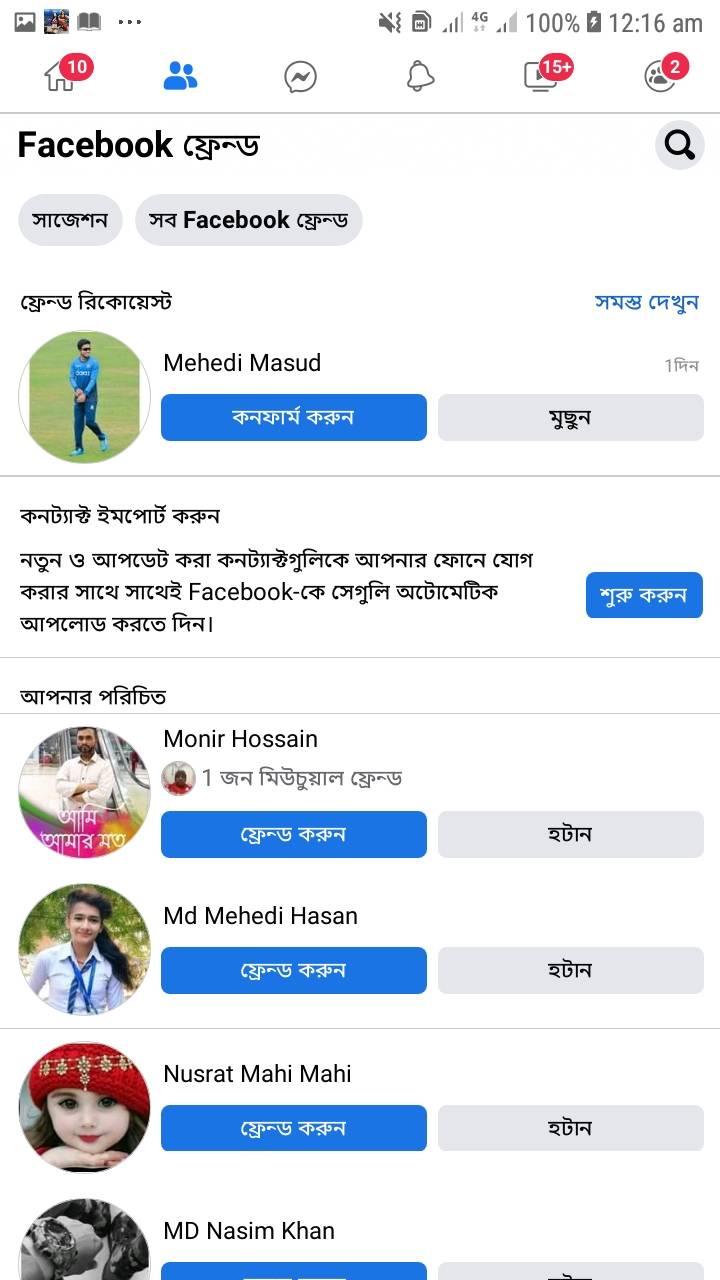 4G 100% 12:16 am
10 15+ 2
Facebook ফ্রেন্ড
সাজেশন সব Facebook ফ্রেন্ড
ফ্রেন্ড রিকোয়েস্ট সমস্ত দেখুন
Mehedi Masud 1দিন
কনফার্ম করুন মুছুন
কনট্যাক্ট ইমপোর্ট করুন
নতুন ও আপডেট করা কনট্যাক্টগুলিকে আপনার ফোনে যোগ
করার সাথে সাথেই Facebook-কে সেগুলি অটোমেটিক
আপলোড করতে দিন।
শুরু করুন
আপনার পরিচিত
Monir Hossain
1 জন মিউচুয়াল ফ্রেন্ড
আমি
আমার মত
ফ্রেন্ড করুন হটান
Md Mehedi Hasan
ফ্রেন্ড করুন হটান
Nusrat Mahi Mahi
ফ্রেন্ড করুন হটান
MD Nasim Khan